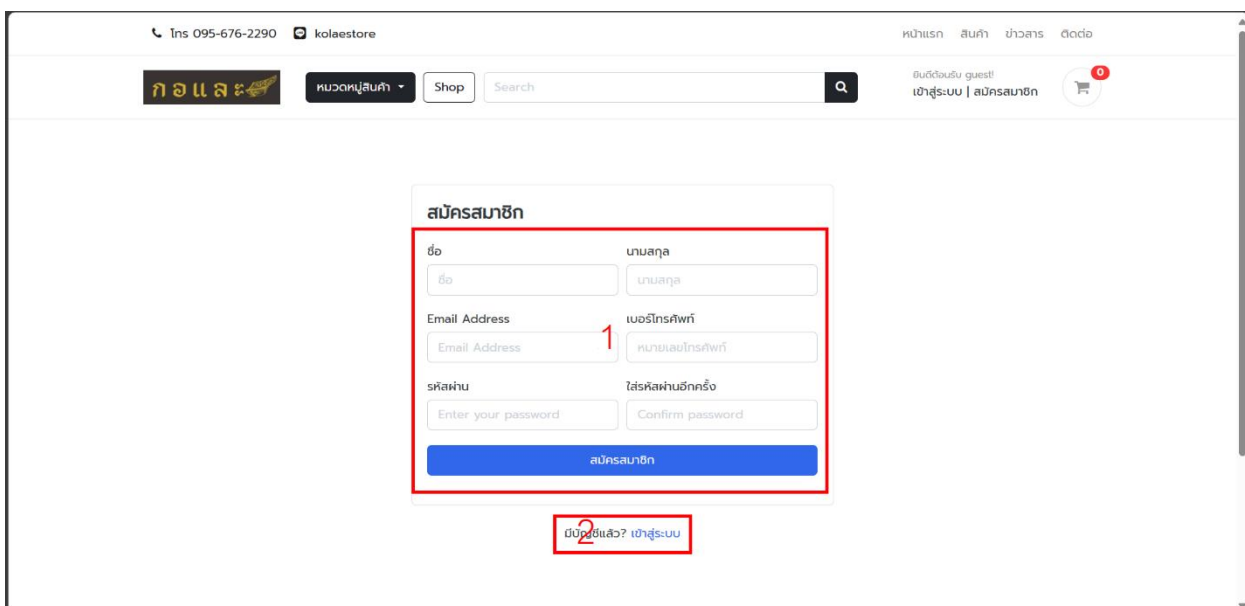 โทร 095-676-2290 kolaestore หน้าแรก สินค้า ข่าวสาร ติดต่อ
กอและ หมวดหมู่สินค้า Shop Search ยินดีต้อนรับ guest! 0
เข้าสู่ระบบ | สมัครสมาชิก
สมัครสมาชิก
ชื่อ นามสกุล
ชื่อ นามสกุล
Email Address เบอร์โทรศัพท์
1
Email Address หมายเลขโทรศัพท์
รหัสผ่าน ใส่รหัสผ่านอีกครั้ง
Enter your password Confirm password
สมัครสมาชิก
2
มีบัญชีแล้ว? เข้าสู่ระบบ